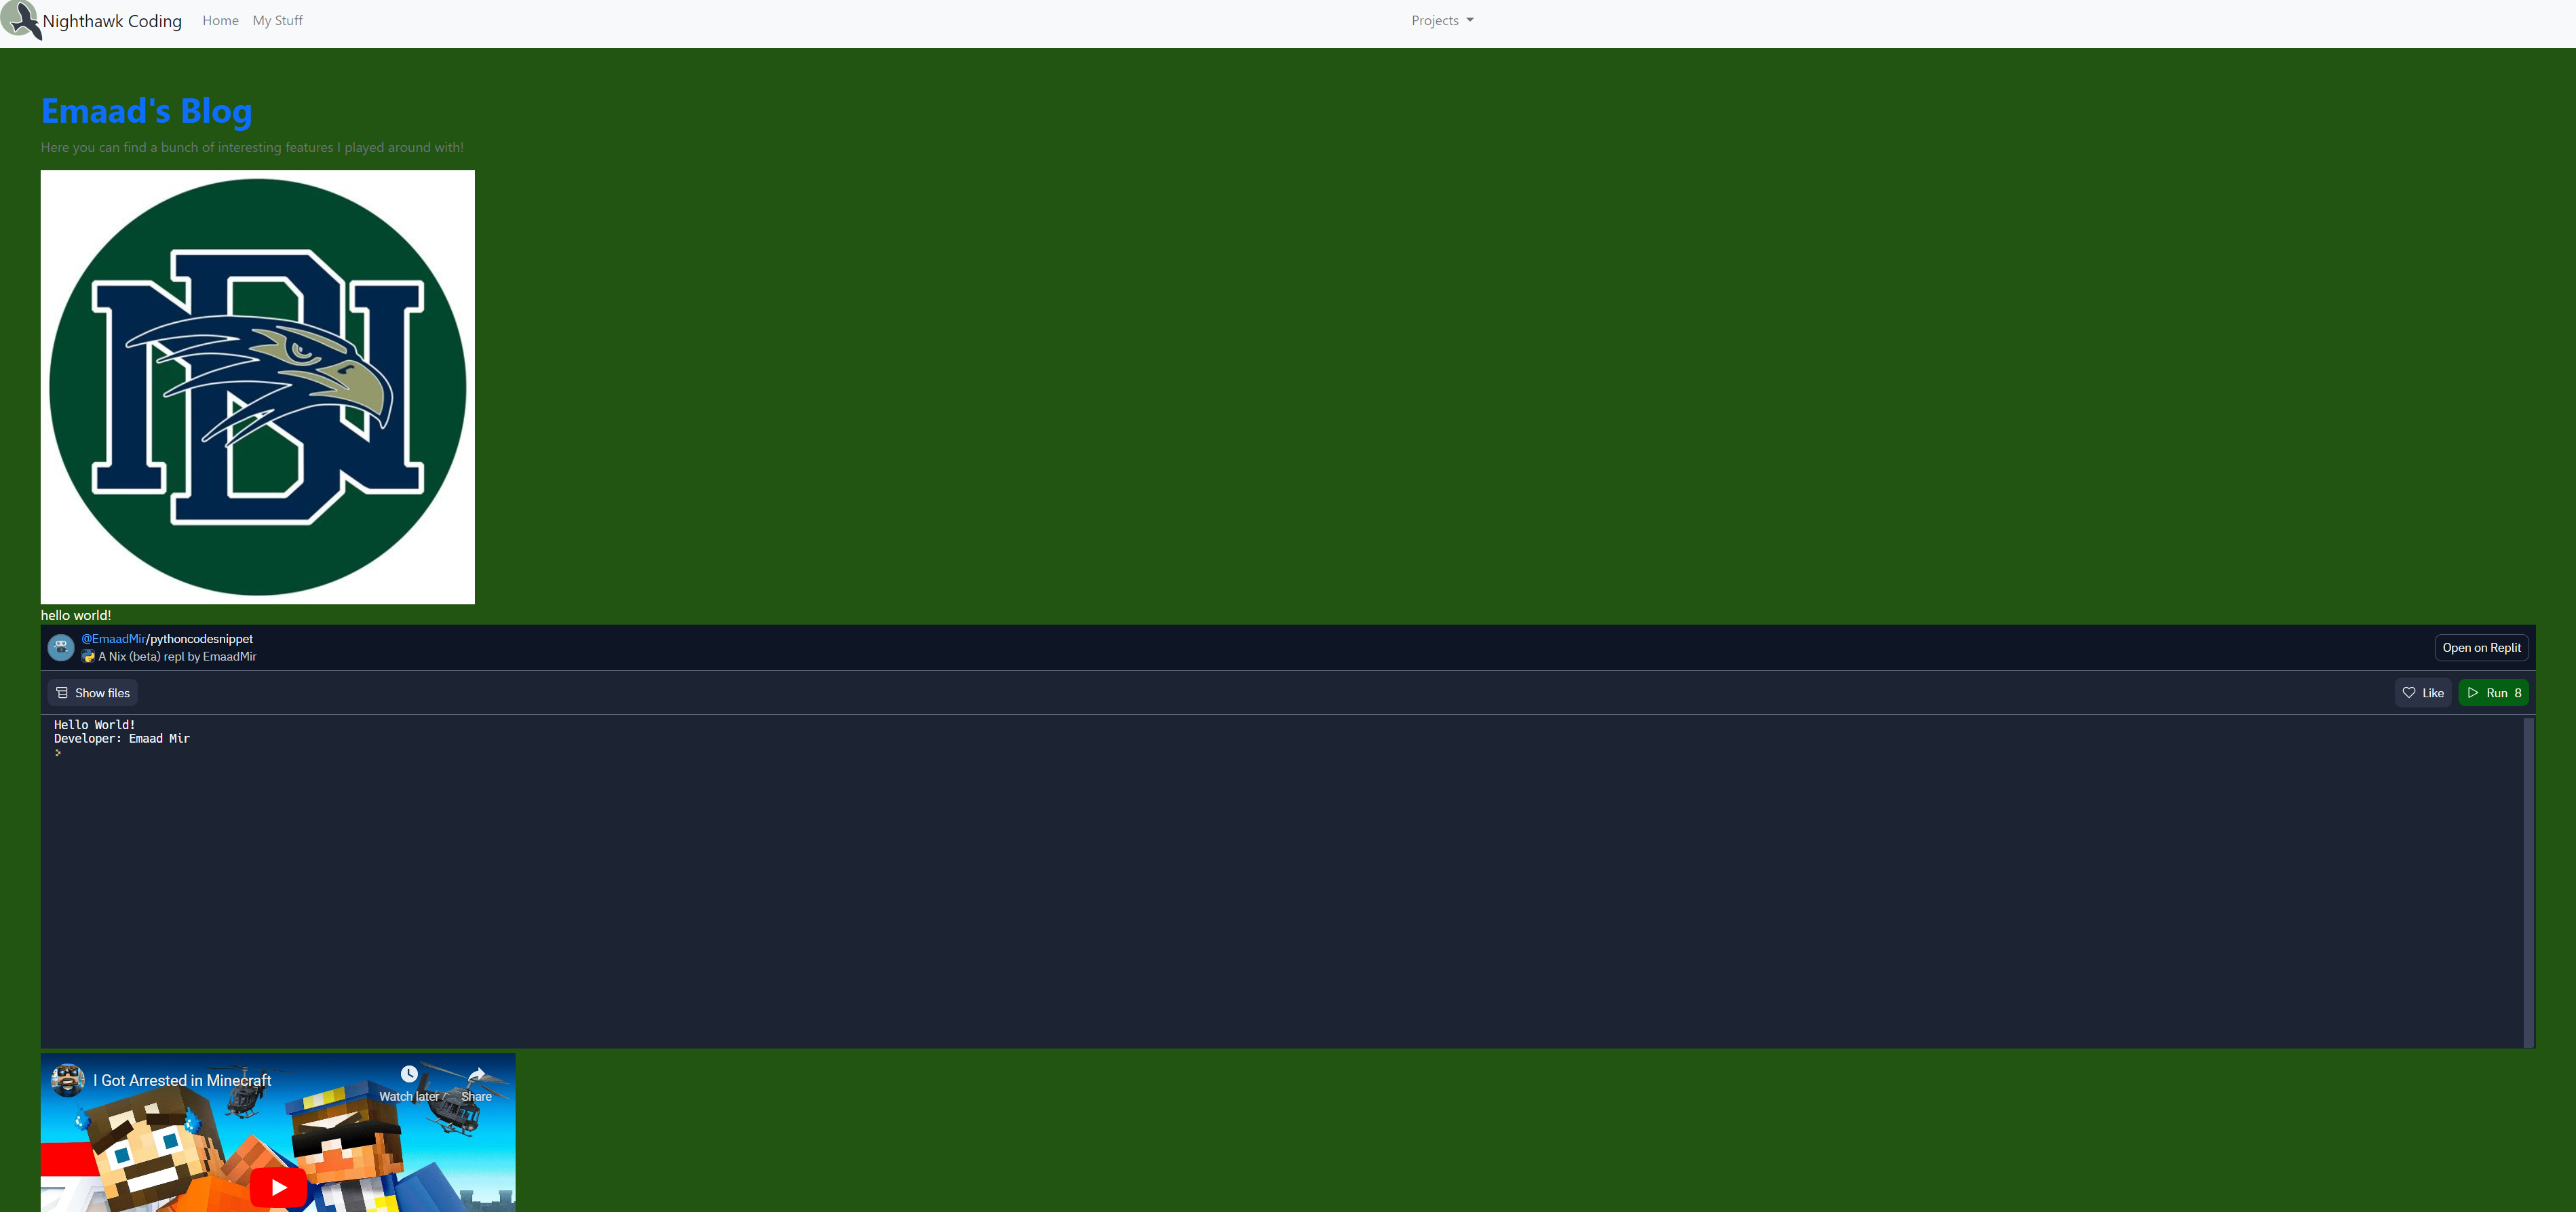 Nighthawk Coding Home My Stuff Projects
Emaad's Blog
Here you can find a bunch of interesting features I played around with!
BN
hello world!
@EmaadMir/pythoncodesnippet
A Nix (beta) repl by EmaadMir
Open on Replit
Show files
Like
Run 8
Hello World!
Developer: Emaad Mir
>
I Got Arrested in Minecraft
Watch later
Share